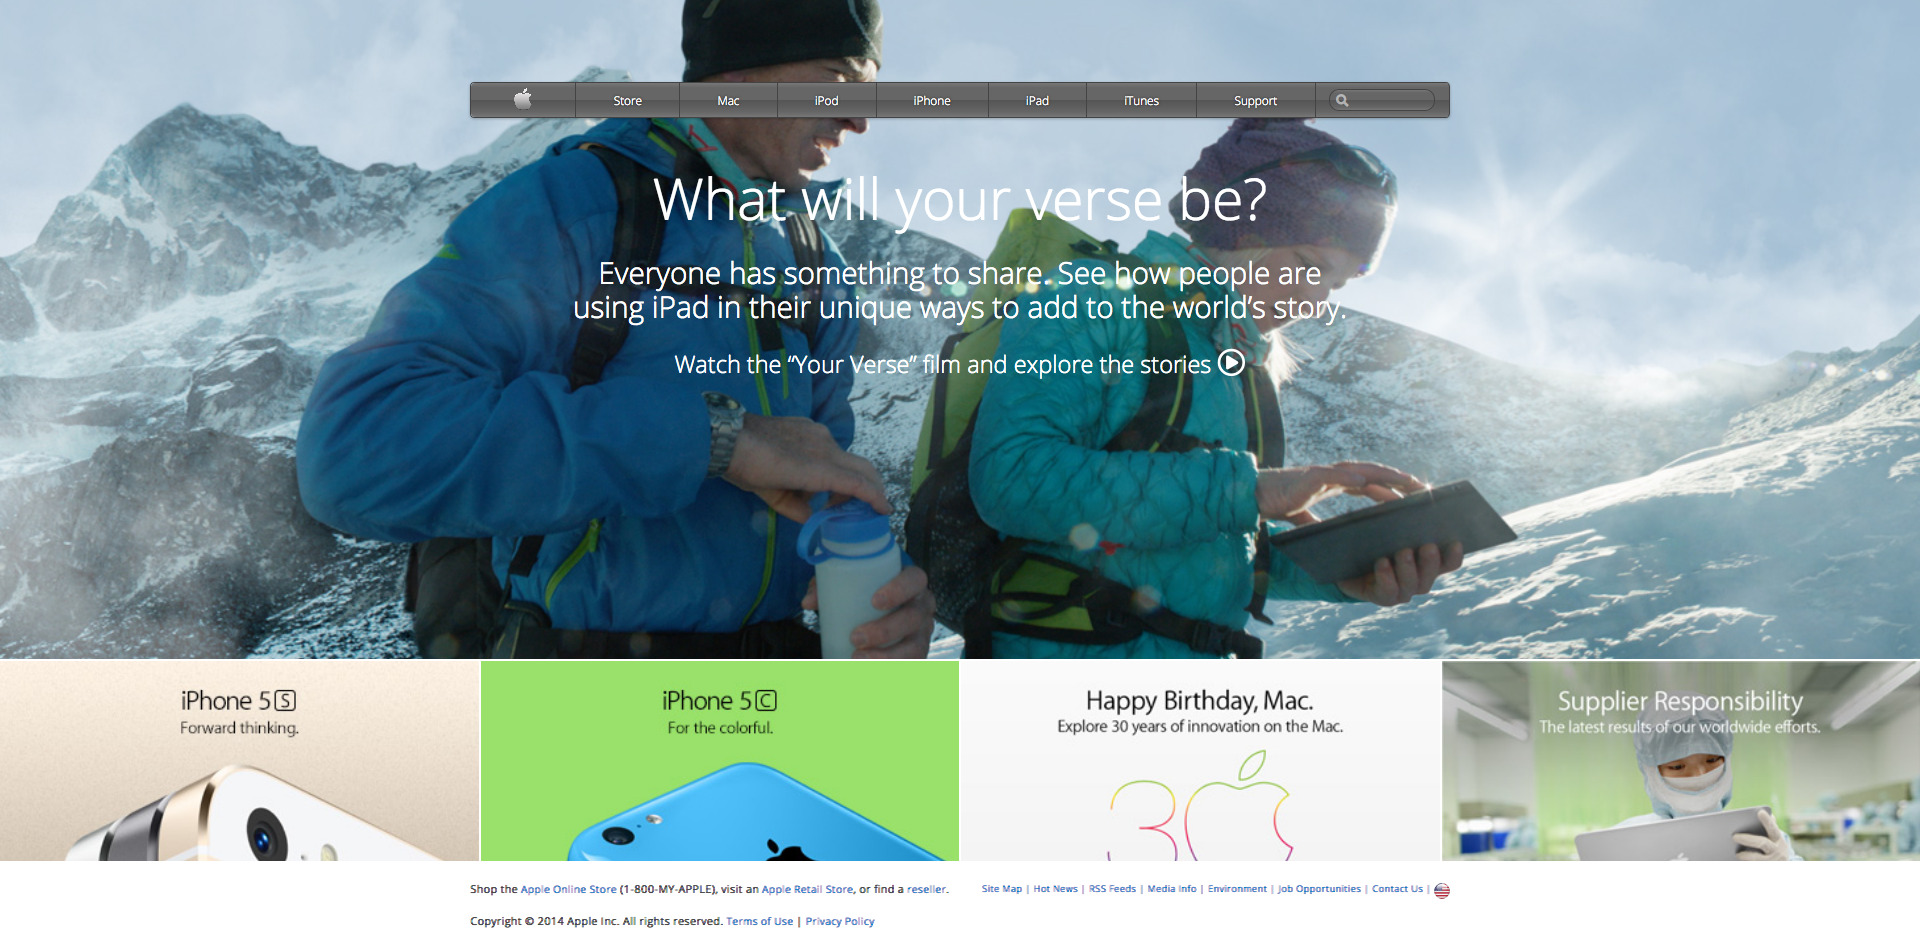 Store Mac iPod iPhone iPad iTunes Support
What will your verse be?
Everyone has something to share. See how people are
using iPad in their unique ways to add to the world’s story.
Watch the “Your Verse” film and explore the stories
iPhone 5S
Forward thinking.
iPhone 5C
For the colorful.
Happy Birthday, Mac.
Explore 30 years of innovation on the Mac.
30
Supplier Responsibility
The latest results of our worldwide efforts.
Shop the Apple Online Store (1-800-MY-APPLE), visit an Apple Retail Store, or find a reseller.
Site Map | Hot News | RSS Feeds | Media Info | Environment | Job Opportunities | Contact Us |
Copyright © 2014 Apple Inc. All rights reserved. Terms of Use | Privacy Policy